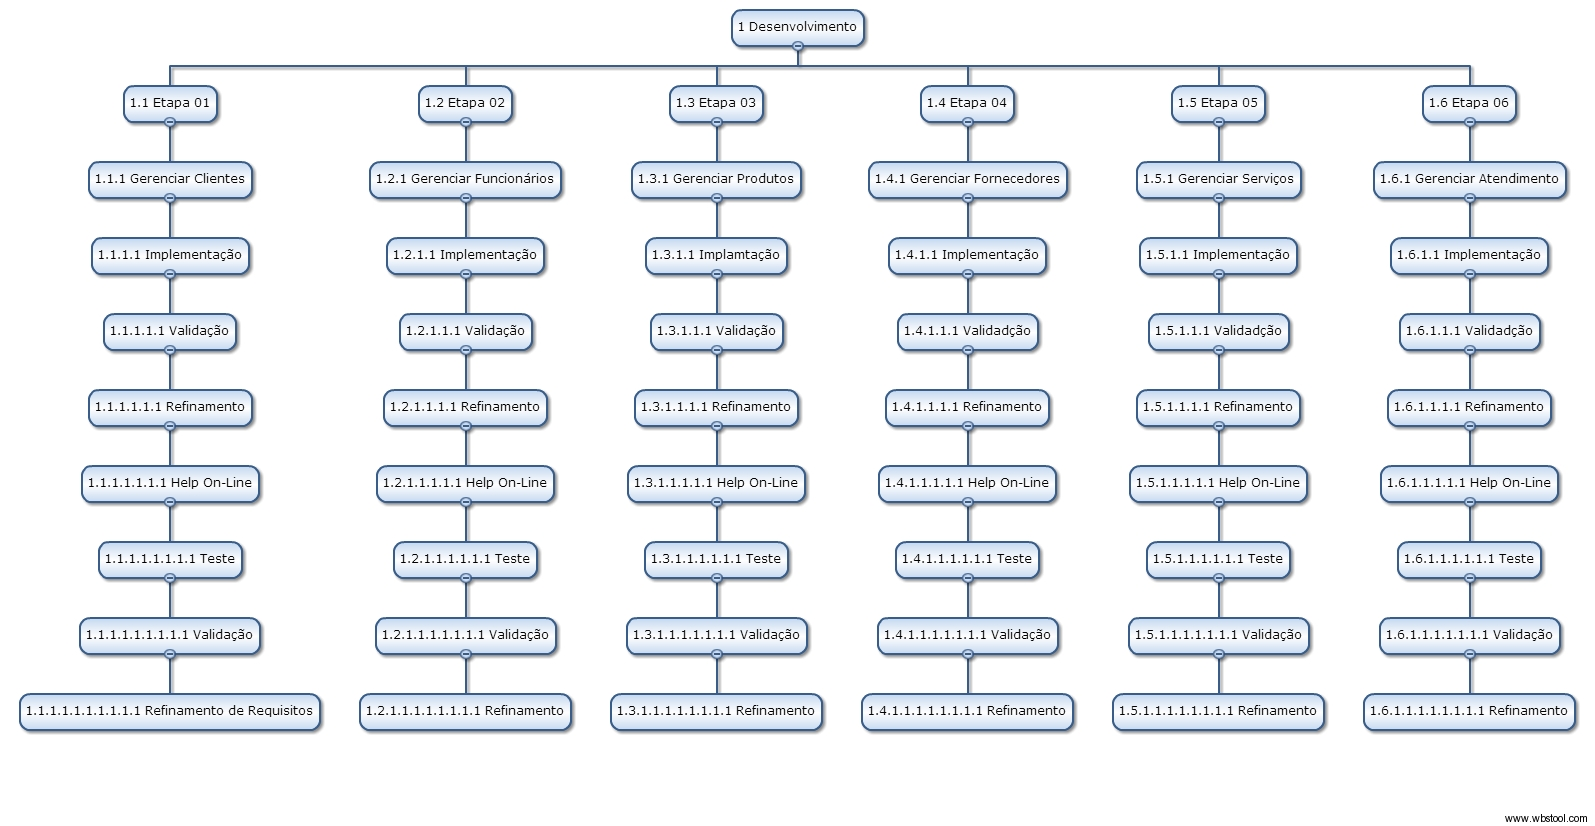 1 Desenvolvimento
1.1 Etapa 01
1.2 Etapa 02
1.3 Etapa 03
1.4 Etapa 04
1.5 Etapa 05
1.6 Etapa 06
1.1.1 Gerenciar Clientes
1.2.1 Gerenciar Funcionários
1.3.1 Gerenciar Produtos
1.4.1 Gerenciar Fornecedores
1.5.1 Gerenciar Serviços
1.6.1 Gerenciar Atendimento
1.1.1.1 Implementação
1.2.1.1 Implementação
1.3.1.1 Implamtação
1.4.1.1 Implementação
1.5.1.1 Implementação
1.6.1.1 Implementação
1.1.1.1.1 Validação
1.2.1.1.1 Validação
1.3.1.1.1 Validação
1.4.1.1.1 Validadção
1.5.1.1.1 Validadção
1.6.1.1.1 Validadção
1.1.1.1.1.1 Refinamento
1.2.1.1.1.1 Refinamento
1.3.1.1.1.1 Refinamento
1.4.1.1.1.1 Refinamento
1.5.1.1.1.1 Refinamento
1.6.1.1.1.1 Refinamento
1.1.1.1.1.1.1 Help On-Line
1.2.1.1.1.1.1 Help On-Line
1.3.1.1.1.1.1 Help On-Line
1.4.1.1.1.1.1 Help On-Line
1.5.1.1.1.1.1 Help On-Line
1.6.1.1.1.1.1 Help On-Line
1.1.1.1.1.1.1.1 Teste
1.2.1.1.1.1.1.1 Teste
1.3.1.1.1.1.1.1 Teste
1.4.1.1.1.1.1.1 Teste
1.5.1.1.1.1.1.1 Teste
1.6.1.1.1.1.1.1 Teste
1.1.1.1.1.1.1.1.1 Validação
1.2.1.1.1.1.1.1.1 Validação
1.3.1.1.1.1.1.1.1 Validação
1.4.1.1.1.1.1.1.1 Validação
1.5.1.1.1.1.1.1.1 Validação
1.6.1.1.1.1.1.1.1 Validação
1.1.1.1.1.1.1.1.1.1 Refinamento de Requisitos
1.2.1.1.1.1.1.1.1.1 Refinamento
1.3.1.1.1.1.1.1.1.1 Refinamento
1.4.1.1.1.1.1.1.1.1 Refinamento
1.5.1.1.1.1.1.1.1.1 Refinamento
1.6.1.1.1.1.1.1.1.1 Refinamento
www.wbstool.com